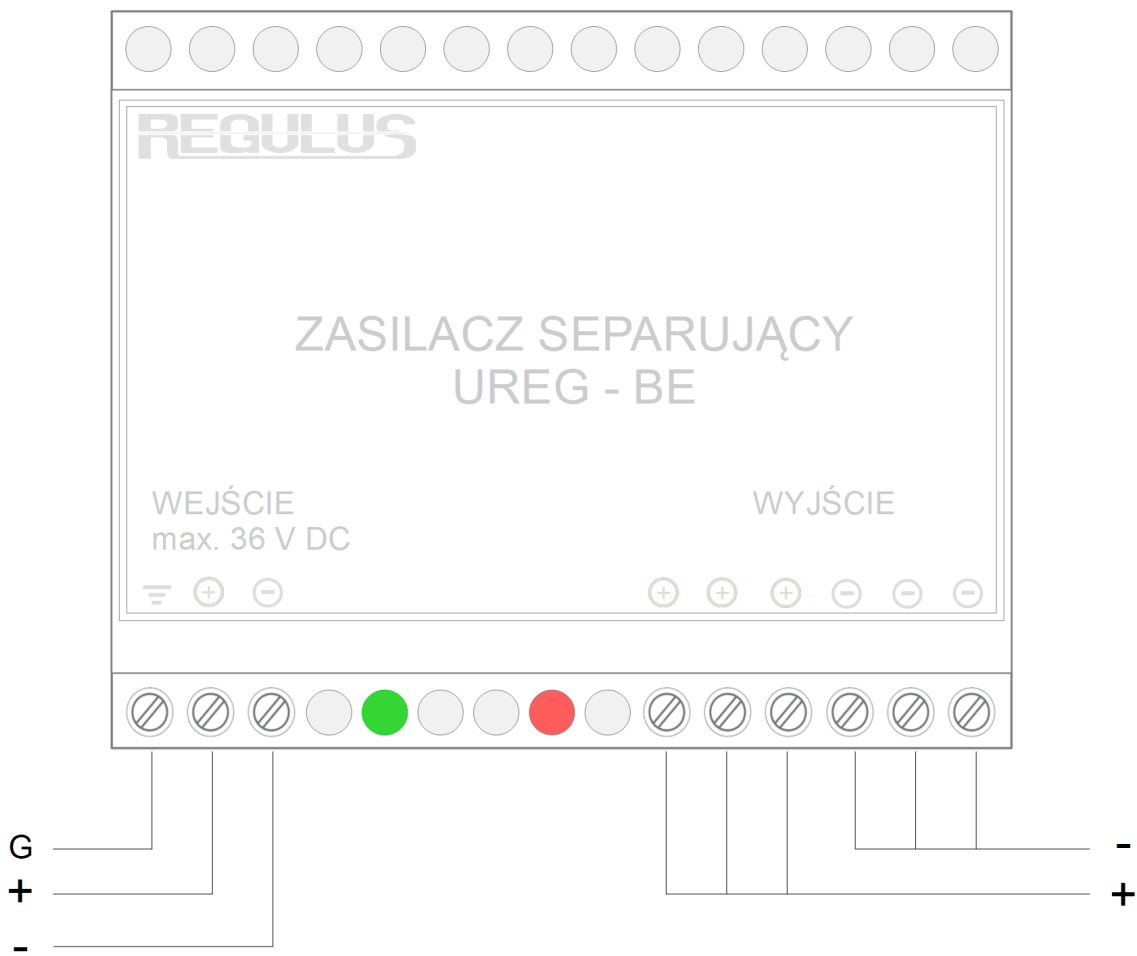 REGULUS
ZASILACZ SEPARUJĄCY
UREG - BE
WEJŚCIE
max. 36 V DC
WYJŚCIE
+ - + + + - - -
G
+
-
-
+